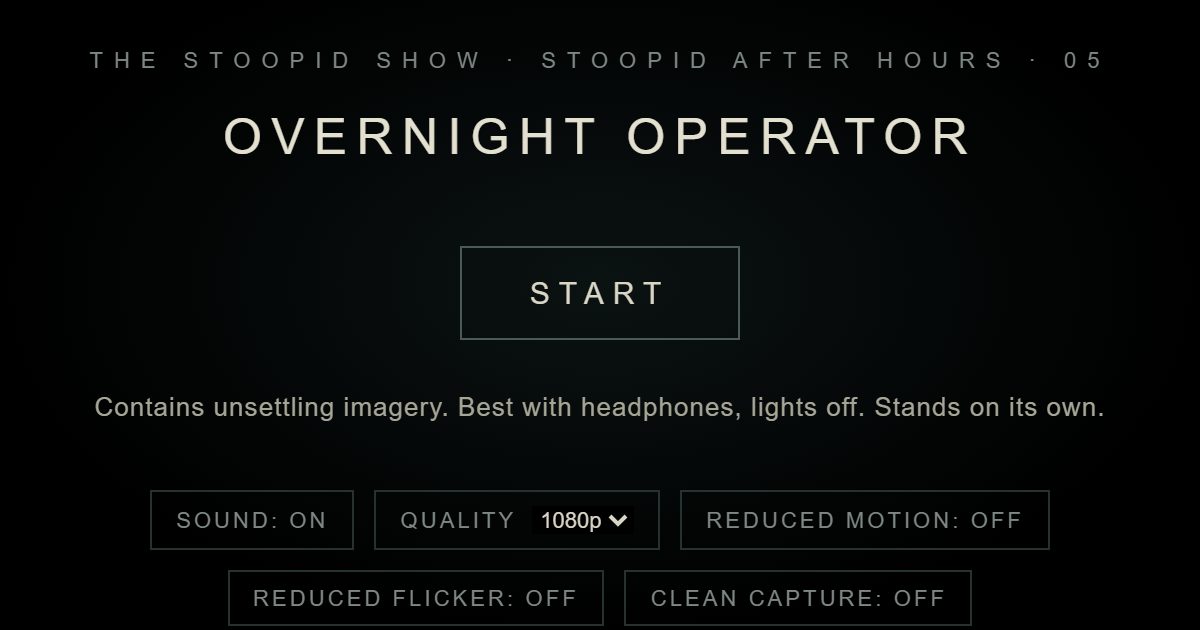 THE STOOPID SHOW · STOOPID AFTER HOURS · 05
OVERNIGHT OPERATOR
START
Contains unsettling imagery. Best with headphones, lights off. Stands on its own.
SOUND: ON QUALITY 1080p REDUCED MOTION: OFF
REDUCED FLICKER: OFF CLEAN CAPTURE: OFF